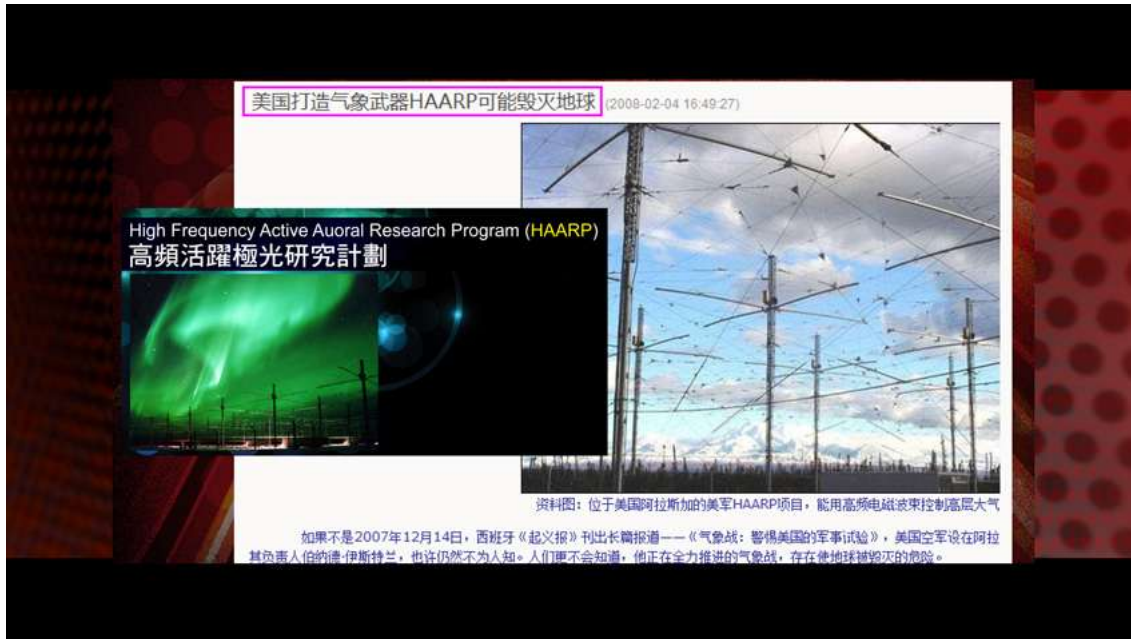 美国打造气象武器HAARP可能毁灭地球 (2008-02-04 16:49:27)
High Frequency Active Auoral Research Program (HAARP)
高頻活躍極光研究計劃
资料图：位于美国阿拉斯加的美军HAARP项目，能用高频电磁波束控制高层大气
如果不是2007年12月14日，西班牙《起义报》刊出长篇报道——《气象战：警惕美国的军事试验》，美国空军设在阿拉
其负责人伯纳德·伊斯特兰，也许仍然不为人知。人们更不会知道，他正在全力推进的气象战，存在使地球被毁灭的危险。